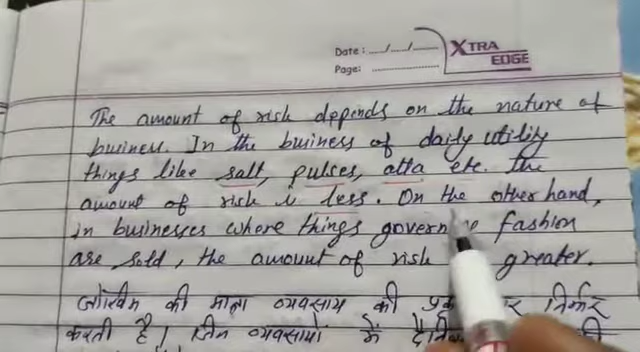 Date : .../.../...
Page: ..............
XTRA
EDGE
The amount of risk depends on the nature of
business. In the business of daily utility
things like salt, pulses, atta etc. the
amount of risk is less. On the other hand,
in businesses where things govern fashion
are sold, the amount of risk greater.
जोखिम की मात्रा व्यवसाय की निर्भर
करती है। जिन व्यवसायों में